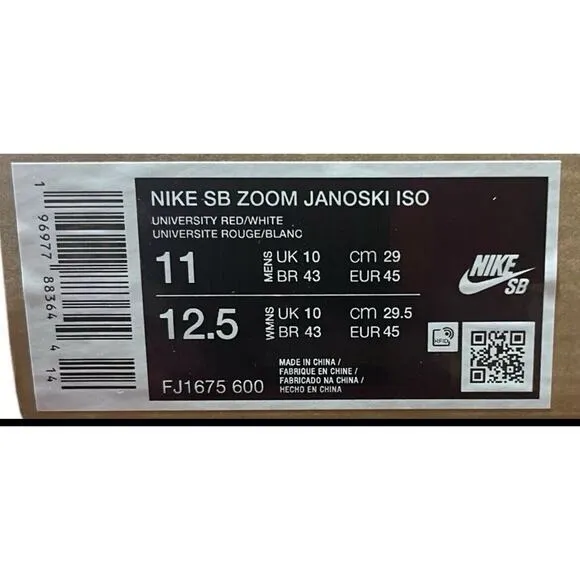 NIKE SB ZOOM JANOSKI ISO
UNIVERSITY RED/WHITE
UNIVERSITE ROUGE/BLANC
11 MENS UK 10 cm 29
BR 43 EUR 45
12.5 WMNS UK 10 cm 29.5
BR 43 EUR 45
NIKE
SB
RFID
MADE IN CHINA /
FABRIQUE EN CHINE /
FABRICADO NA CHINA /
HECHO EN CHINA
FJ1675 600
1 96977 88364 4 14